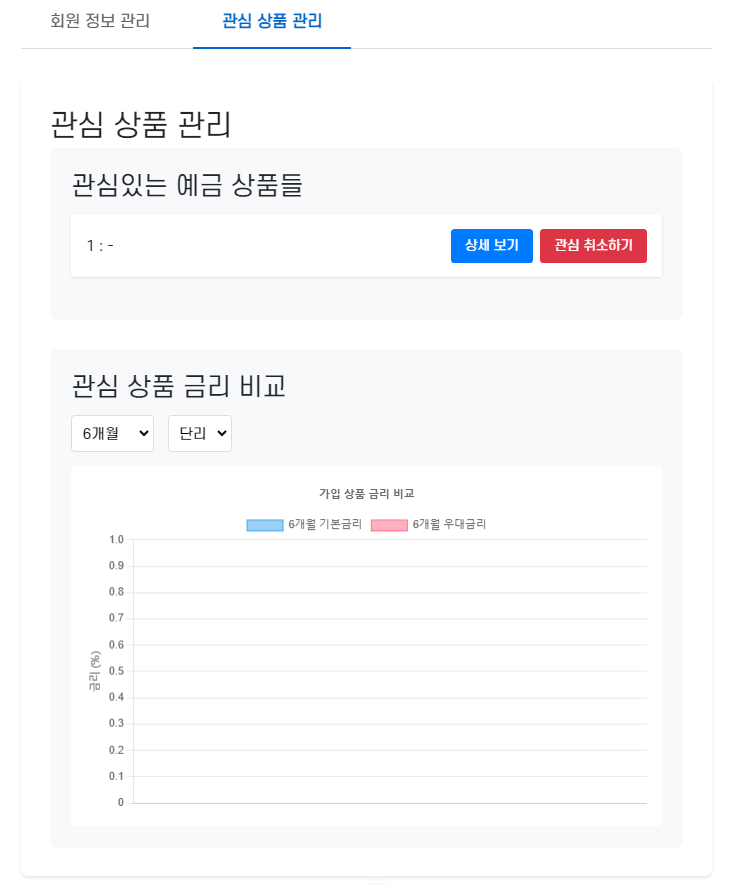 회원 정보 관리 관심 상품 관리
관심 상품 관리
관심있는 예금 상품들
1 : - 상세 보기 관심 취소하기
관심 상품 금리 비교
6개월 단리
가입 상품 금리 비교
6개월 기본금리 6개월 우대금리
금리 (%)
1.0
0.9
0.8
0.7
0.6
0.5
0.4
0.3
0.2
0.1
0